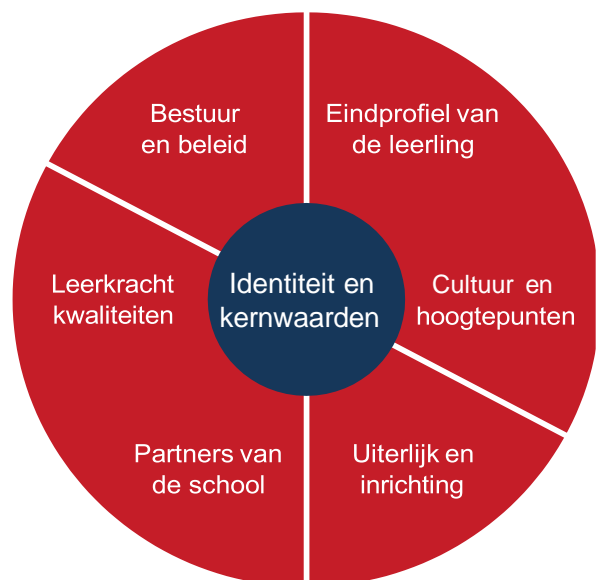 Bestuur
en beleid
Eindprofiel van
de leerling
Leerkracht
kwaliteiten
Identiteit en
kernwaarden
Cultuur en
hoogtepunten
Partners van
de school
Uiterlijk en
inrichting